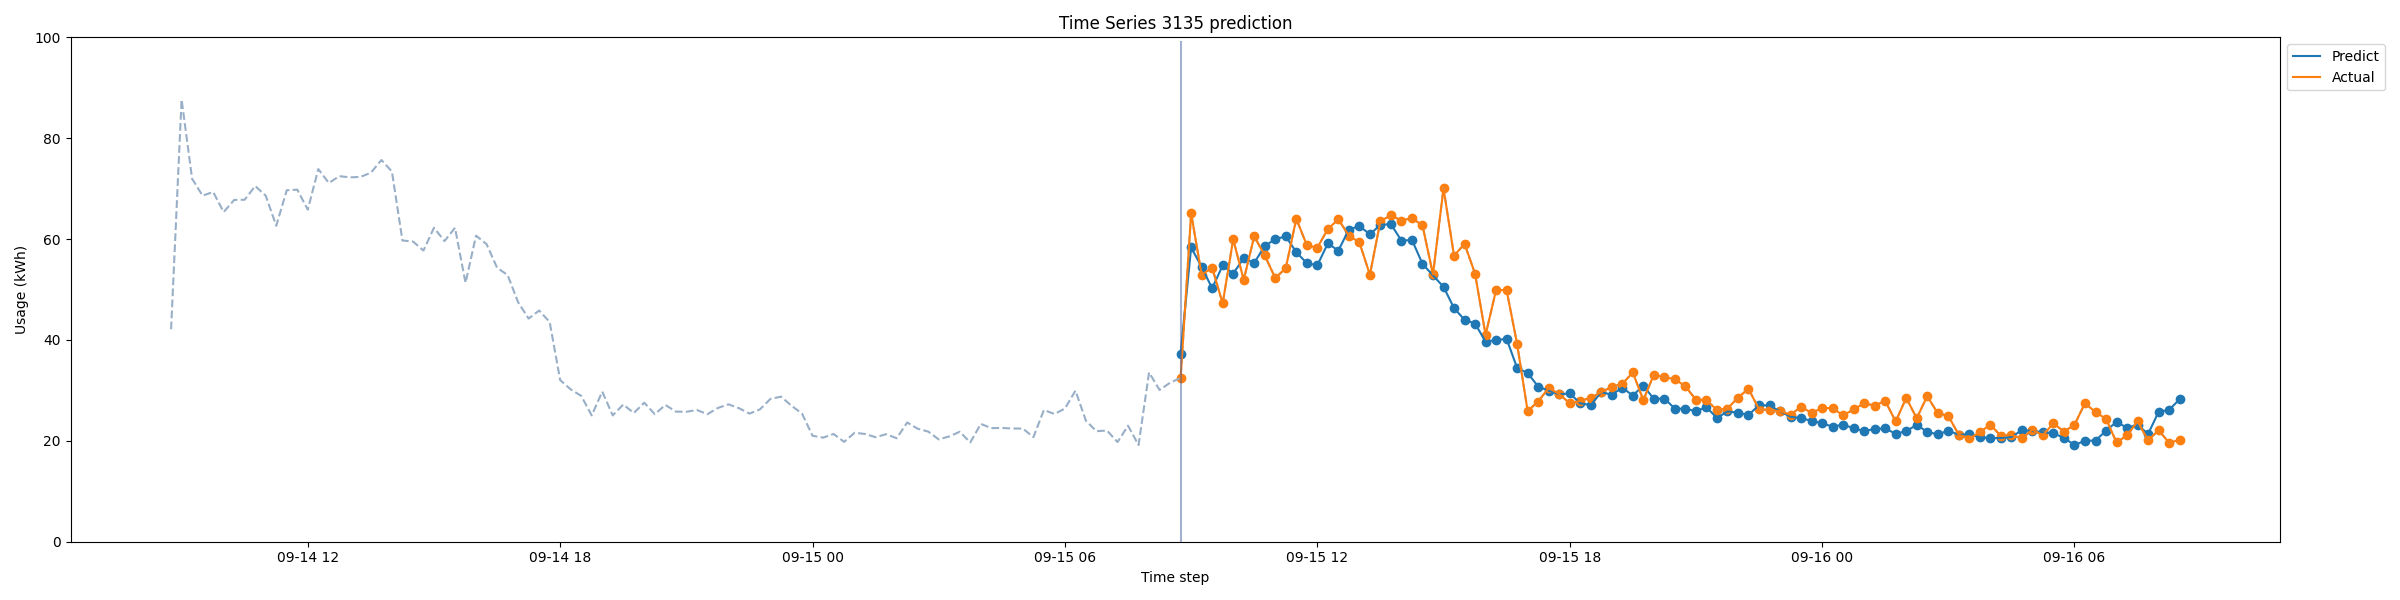 Time Series 3135 prediction
Predict
Actual
Usage (kWh)
100
80
60
40
20
0
09-14 12
09-14 18
09-15 00
09-15 06
09-15 12
09-15 18
09-16 00
09-16 06
Time step